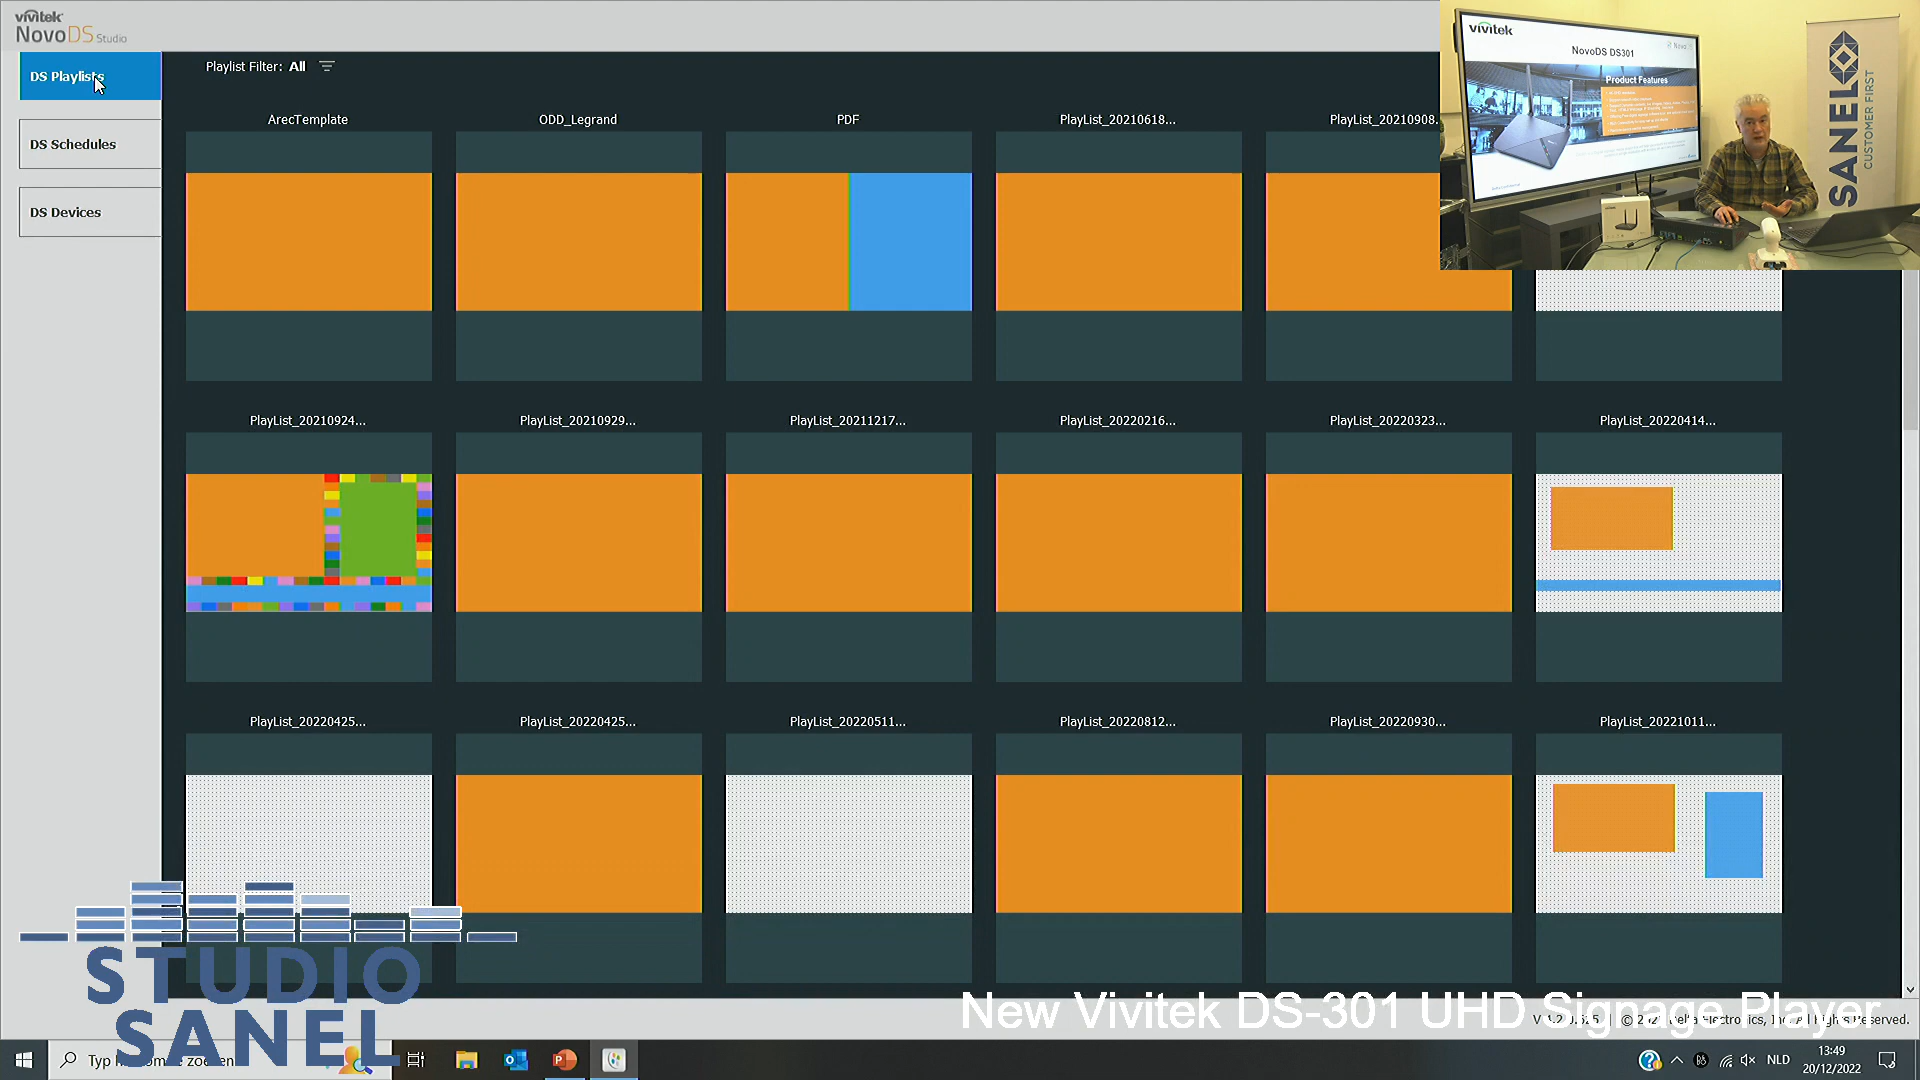 vivitek
NovoDS Studio
DS Playlists
DS Schedules
DS Devices
Playlist Filter: All
ArecTemplate
ODD_Legrand
PDF
PlayList_20210618...
PlayList_20210908.
PlayList_20210924...
PlayList_20210929...
PlayList_20211217...
PlayList_20220216...
PlayList_20220323...
PlayList_20220414...
PlayList_20220425...
PlayList_20220425...
PlayList_20220511...
PlayList_20220812...
PlayList_20220930...
PlayList_20221011...
vivitek
NovoDS DS301
Product Features
SANEL
CUSTOMER FIRST
STUDIO
SANEL
New Vivitek DS-301 UHD Signage Player
Electronics,
Reserved.
NLD
13:49
20/12/2022